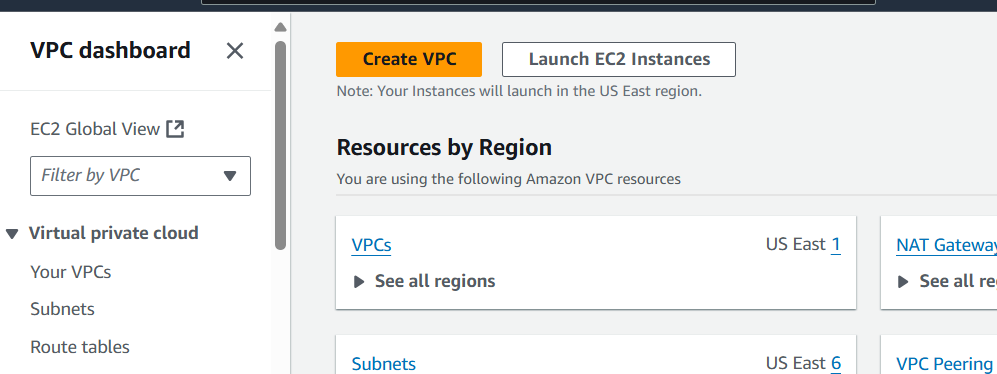 VPC dashboard
EC2 Global View
Filter by VPC
Virtual private cloud
Your VPCs
Subnets
Route tables
Create VPC
Launch EC2 Instances
Note: Your Instances will launch in the US East region.
Resources by Region
You are using the following Amazon VPC resources
VPCs US East 1
See all regions
NAT Gateway
See all re
Subnets US East 6
VPC Peering